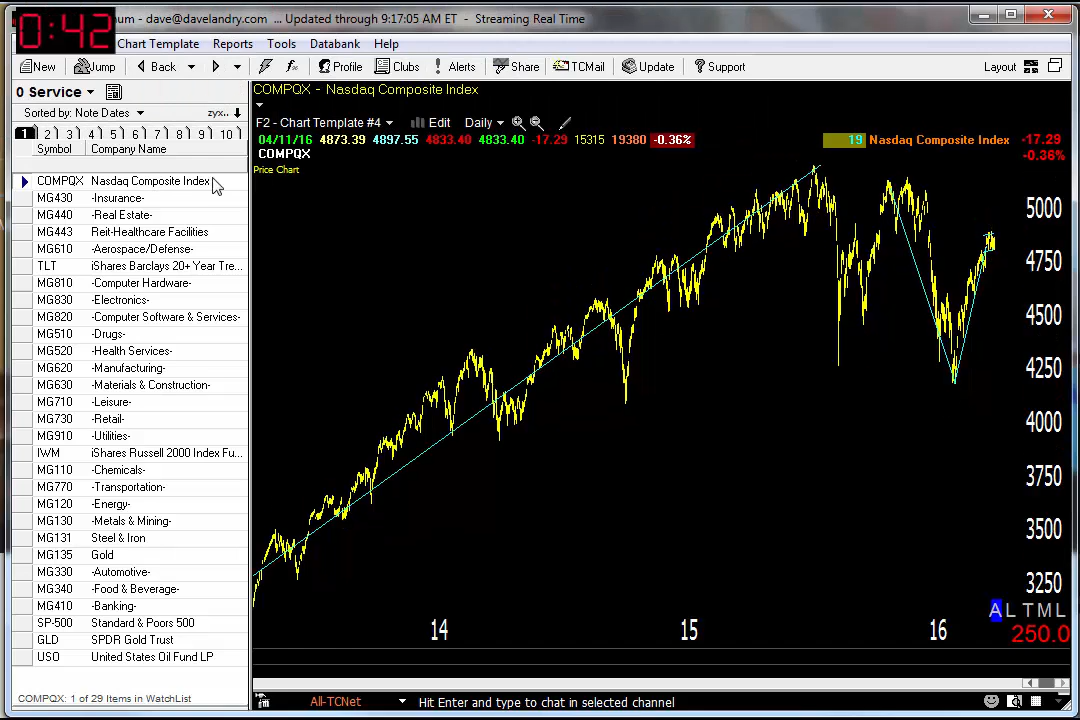 um - dave@davelandry.com ... Updated through 9:17:05 AM ET - Streaming Real Time
0:42
Chart Template Reports Tools Databank Help
New Jump Back Profile Clubs Alerts Share TCMail Update Support Layout
0 Service
Sorted by: Note Dates zyx..
1 2 3 4 5 6 7 8 9 10
Symbol Company Name
COMPQX Nasdaq Composite Index
MG430 -Insurance-
MG440 -Real Estate-
MG443 Reit-Healthcare Facilities
MG610 -Aerospace/Defense-
TLT iShares Barclays 20+ Year Tre...
MG810 -Computer Hardware-
MG830 -Electronics-
MG820 -Computer Software & Services-
MG510 -Drugs-
MG520 -Health Services-
MG620 -Manufacturing-
MG630 -Materials & Construction-
MG710 -Leisure-
MG730 -Retail-
MG910 -Utilities-
IWM iShares Russell 2000 Index Fu...
MG110 -Chemicals-
MG770 -Transportation-
MG120 -Energy-
MG130 -Metals & Mining-
MG131 Steel & Iron
MG135 Gold
MG330 -Automotive-
MG340 -Food & Beverage-
MG410 -Banking-
SP-500 Standard & Poors 500
GLD SPDR Gold Trust
USO United States Oil Fund LP
COMPQX: 1 of 29 Items in WatchList
COMPQX - Nasdaq Composite Index
F2 - Chart Template #4 Edit Daily
04/11/16 4873.39 4897.55 4833.40 4833.40 -17.29 15315 19380 -0.36%
COMPQX
Price Chart
19 Nasdaq Composite Index -17.29
-0.36%
5000
4750
4500
4250
4000
3750
3500
3250
A L T M L
14 15 16 250.0
All-TCNet Hit Enter and type to chat in selected channel